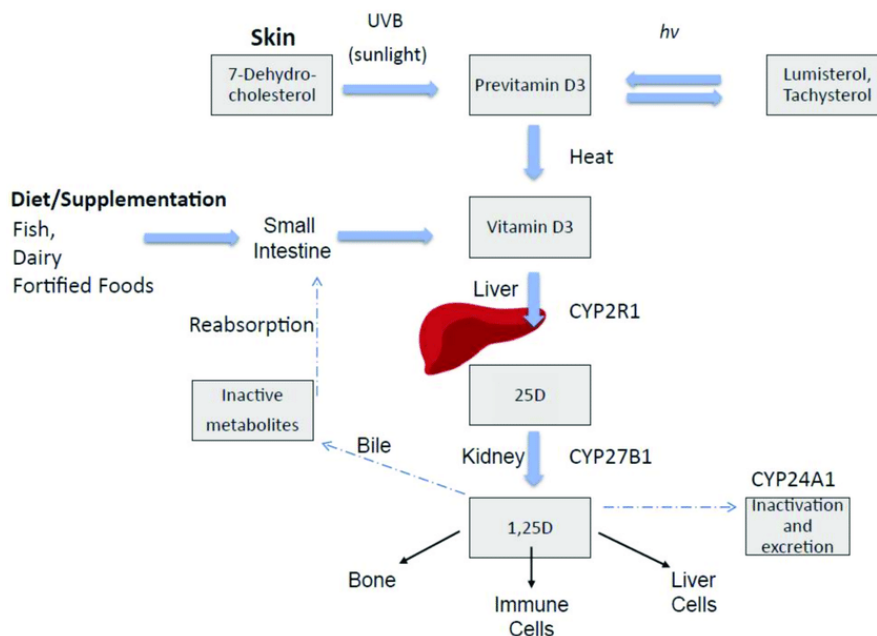 Skin
7-Dehydro-
cholesterol
UVB
(sunlight)
Previtamin D3
hv
Lumisterol,
Tachysterol
Heat
Diet/Supplementation
Fish,
Dairy
Fortified Foods
Small
Intestine
Vitamin D3
Liver
CYP2R1
Reabsorption
25D
Inactive
metabolites
Bile
Kidney
CYP27B1
CYP24A1
Inactivation
and
excretion
1,25D
Bone
Immune
Cells
Liver
Cells